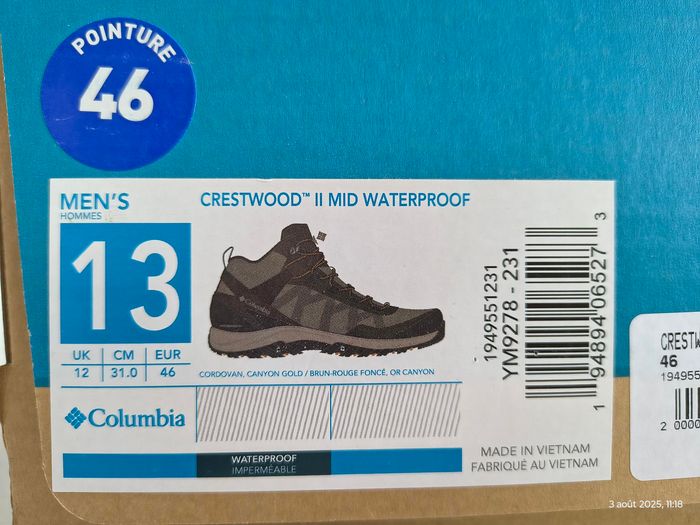 POINTURE
46
MEN'S
HOMMES
13
UK CM EUR
12 31.0 46
CRESTWOOD™ II MID WATERPROOF
Columbia
CORDOVAN, CANYON GOLD / BRUN-ROUGE FONCÉ, OR CANYON
1949551231
YM9278 - 231
1 94894 06527 3
Columbia
WATERPROOF
IMPERMÉABLE
MADE IN VIETNAM
FABRIQUÉ AU VIETNAM
CRESTW
46
194955
2 0000
3 août 2025, 11:18